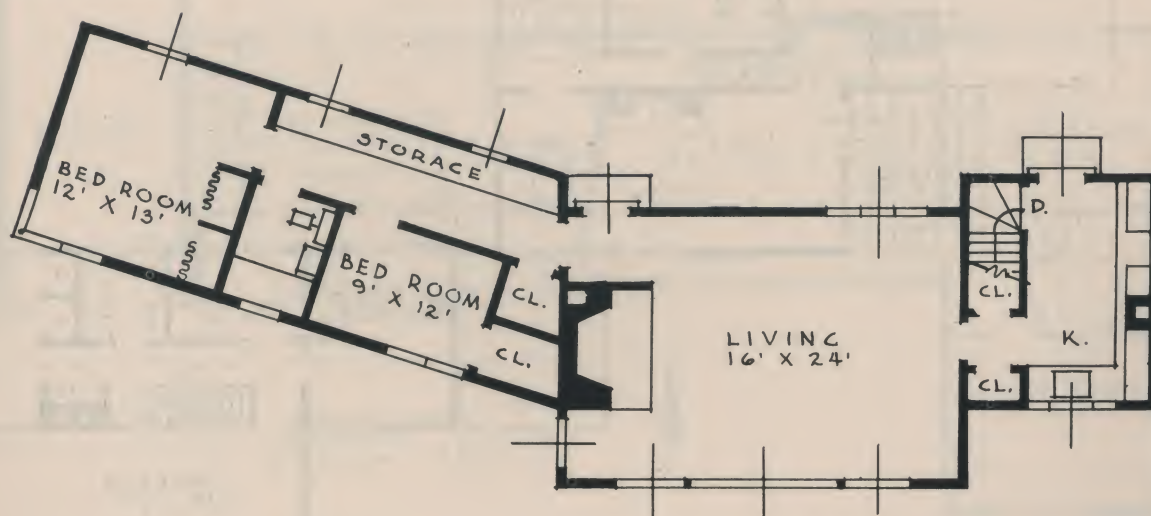 STORAGE
BED ROOM
12' X 13'
BED ROOM
9' X 12'
CL.
CL.
LIVING
16' X 24'
D.
CL.
K.
CL.